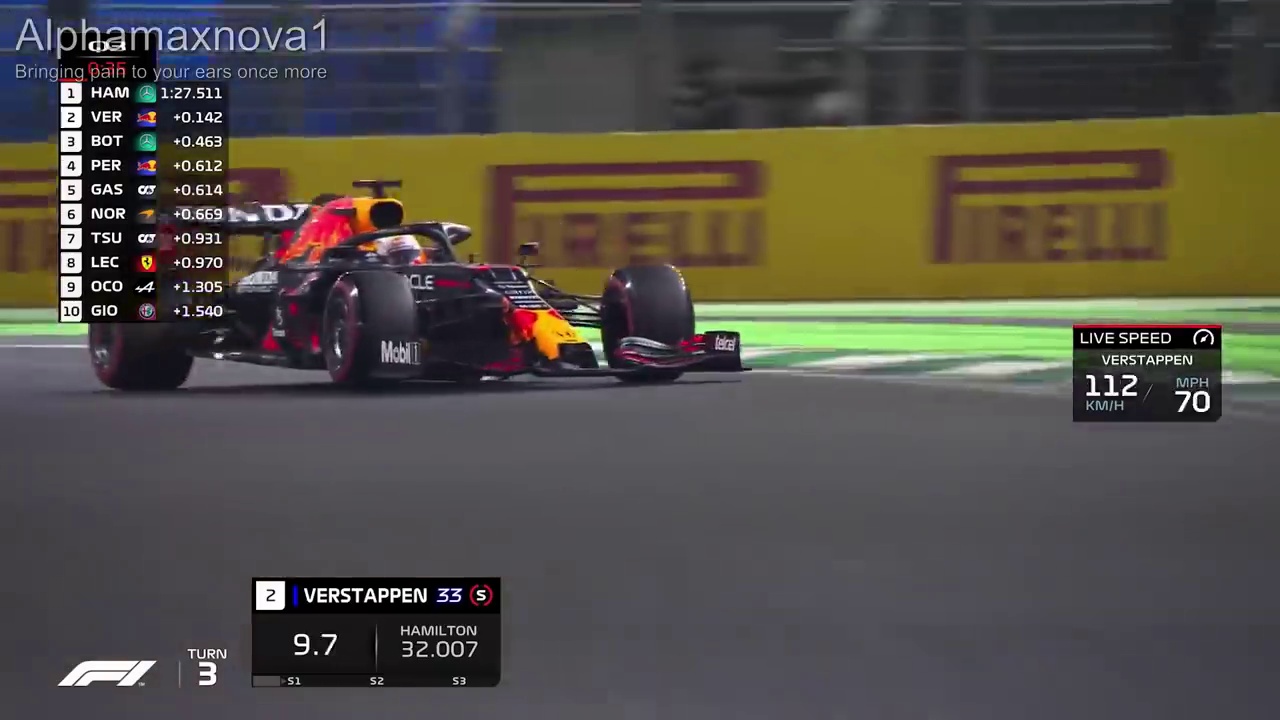 Alphamaxnova1
Bringing pain to your ears once more
Q3
0:35
1 HAM 1:27.511
2 VER +0.142
3 BOT +0.463
4 PER +0.612
5 GAS +0.614
6 NOR +0.669
7 TSU +0.931
8 LEC +0.970
9 OCO +1.305
10 GIO +1.540
PIRELLI
PIRELLI
Mobil 1
telcel
LIVE SPEED
VERSTAPPEN
112 KM/H / MPH 70
2 VERSTAPPEN 33 S
9.7 HAMILTON 32.007
S1 S2 S3
F1 TURN 3